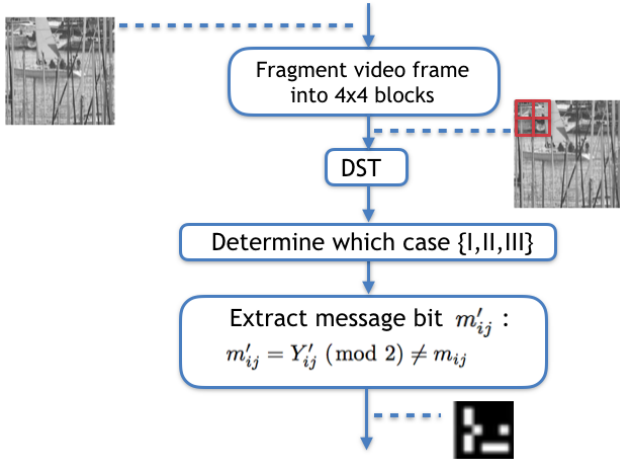 Fragment video frame
into 4x4 blocks
DST
Determine which case {I,II,III}
Extract message bit m′ij :
m′ij = Y′ij (mod 2) ≠ mij